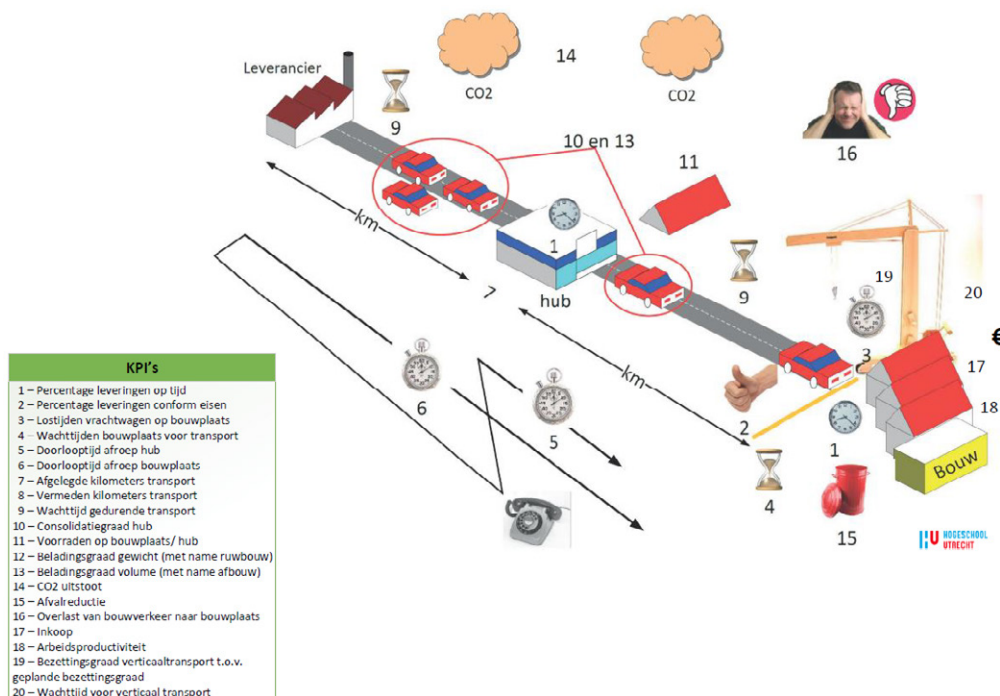 Leverancier
9
CO2
14
CO2
16
10 en 13
11
km
1
hub
7
9
19
20
3
€
17
18
km
6
5
2
1
4
15
Bouw
HOGESCHOOL
UTRECHT
KPI's
1 – Percentage leveringen op tijd
2 – Percentage leveringen conform eisen
3 – Lostijden vrachtwagen op bouwplaats
4 – Wachttijden bouwplaats voor transport
5 – Doorlooptijd afroep hub
6 – Doorlooptijd afroep bouwplaats
7 – Afgelegde kilometers transport
8 – Vermeden kilometers transport
9 – Wachttijd gedurende transport
10 – Consolidatiegraad hub
11 – Voorraden op bouwplaats/ hub
12 – Beladingsgraad gewicht (met name ruwbouw)
13 – Beladingsgraad volume (met name afbouw)
14 – CO2 uitstoot
15 – Afvalreductie
16 – Overlast van bouwverkeer naar bouwplaats
17 – Inkoop
18 – Arbeidsproductiviteit
19 – Bezettingsgraad verticaaltransport t.o.v.
geplande bezettingsgraad
20 – Wachttijd voor verticaal transport